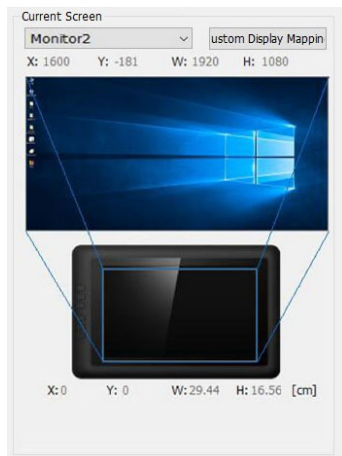 Current Screen
Monitor2
ustom Display Mappin
X: 1600 Y: -181 W: 1920 H: 1080
X: 0 Y: 0 W: 29.44 H: 16.56 [cm]